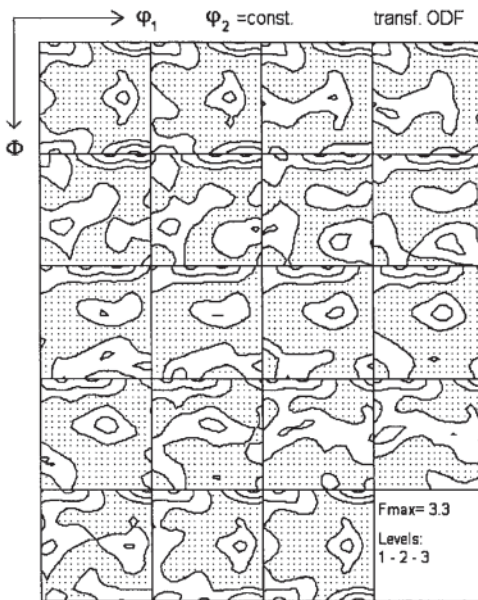 φ₁ φ₂ =const. transf. ODF
Φ
Fmax= 3.3
Levels:
1 - 2 - 3